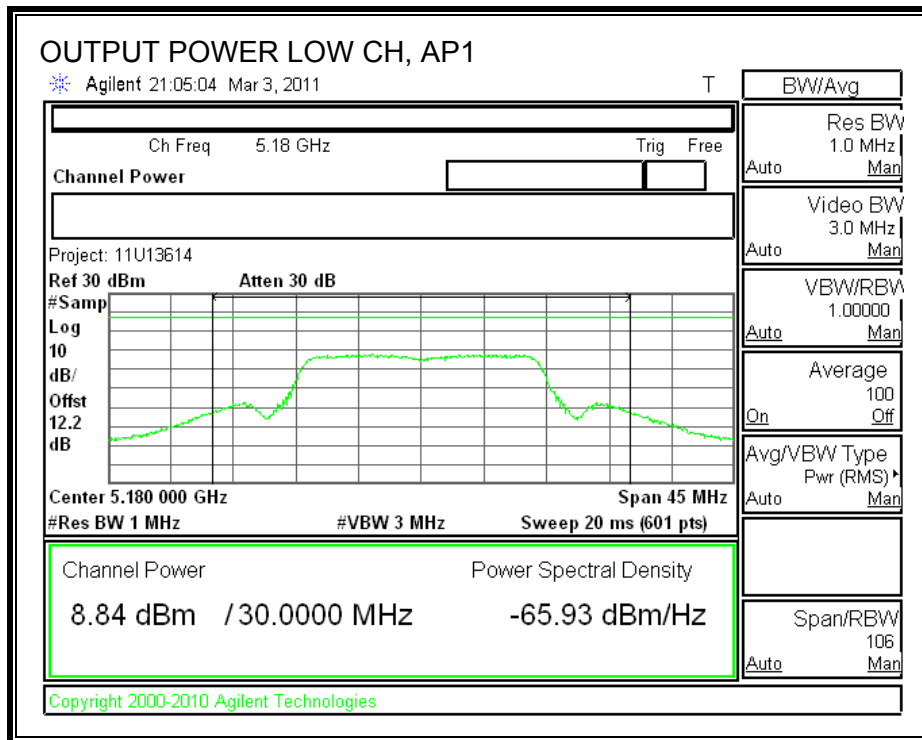 OUTPUT POWER LOW CH, AP1
Agilent 21:05:04 Mar 3, 2011 T
BW/Avg
Ch Freq 5.18 GHz Trig Free
Channel Power
Project: 11U13614
Ref 30 dBm Atten 30 dB
#Samp
Log
10
dB/
Offst
12.2
dB
Center 5.180 000 GHz Span 45 MHz
#Res BW 1 MHz #VBW 3 MHz Sweep 20 ms (601 pts)
Channel Power Power Spectral Density
8.84 dBm / 30.0000 MHz -65.93 dBm/Hz
Copyright 2000-2010 Agilent Technologies
Res BW
1.0 MHz
Auto Man
Video BW
3.0 MHz
Auto Man
VBW/RBW
1.00000
Auto Man
Average
100
On Off
Avg/VBW Type
Pwr (RMS)
Auto Man
Span/RBW
106
Auto Man